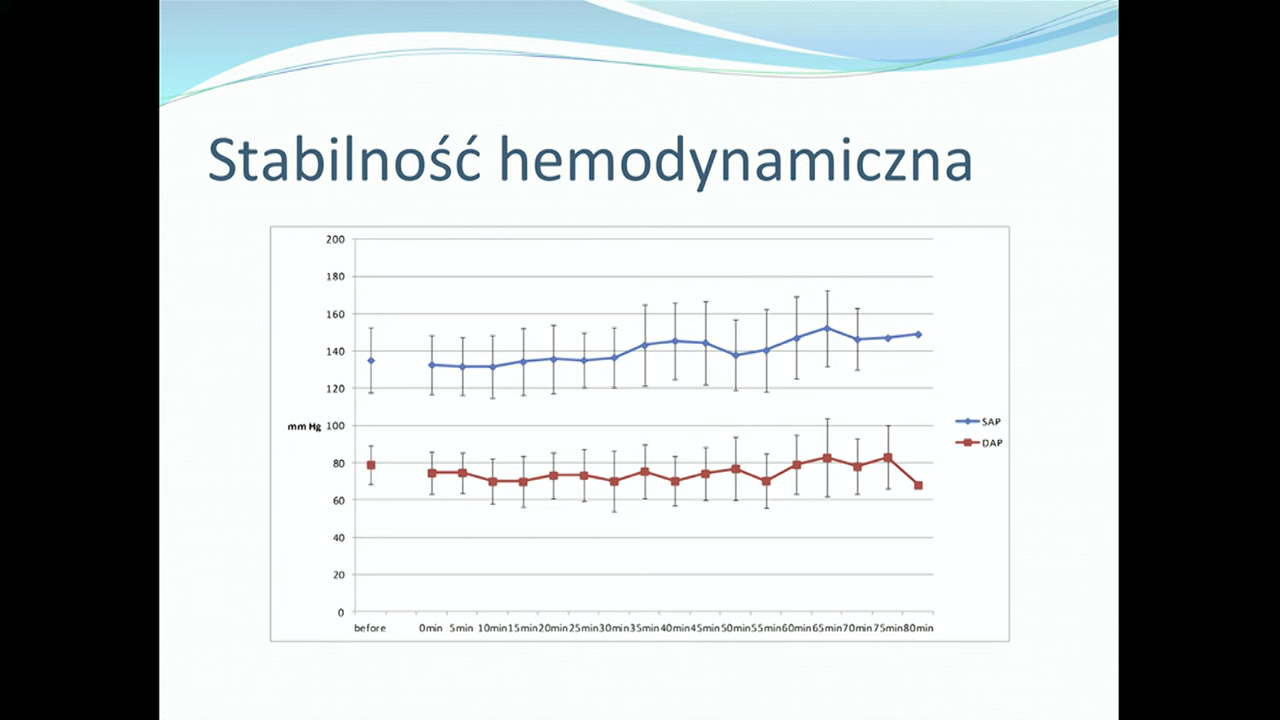 Stabilność hemodynamiczna
200
180
160
140
120
mm Hg 100
80
60
40
20
0
SAP
DAP
before 0min 5min 10min 15min 20min 25min 30min 35min 40min 45min 50min 55min 60min 65min 70min 75min 80min